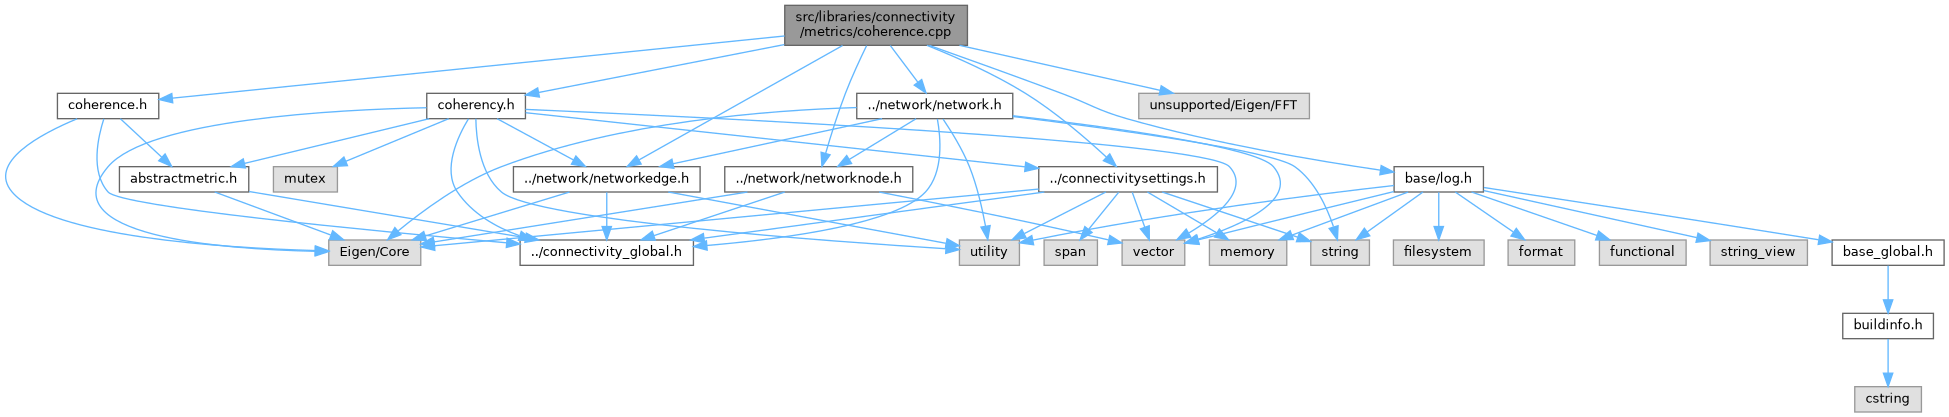 src/libraries/connectivity
/metrics/coherence.cpp
coherence.h
coherency.h
../network/network.h
unsupported/Eigen/FFT
abstractmetric.h
mutex
../network/networkedge.h
../network/networknode.h
../connectivitysettings.h
base/log.h
Eigen/Core
../connectivity_global.h
utility
span
vector
memory
string
filesystem
format
functional
string_view
base_global.h
buildinfo.h
cstring